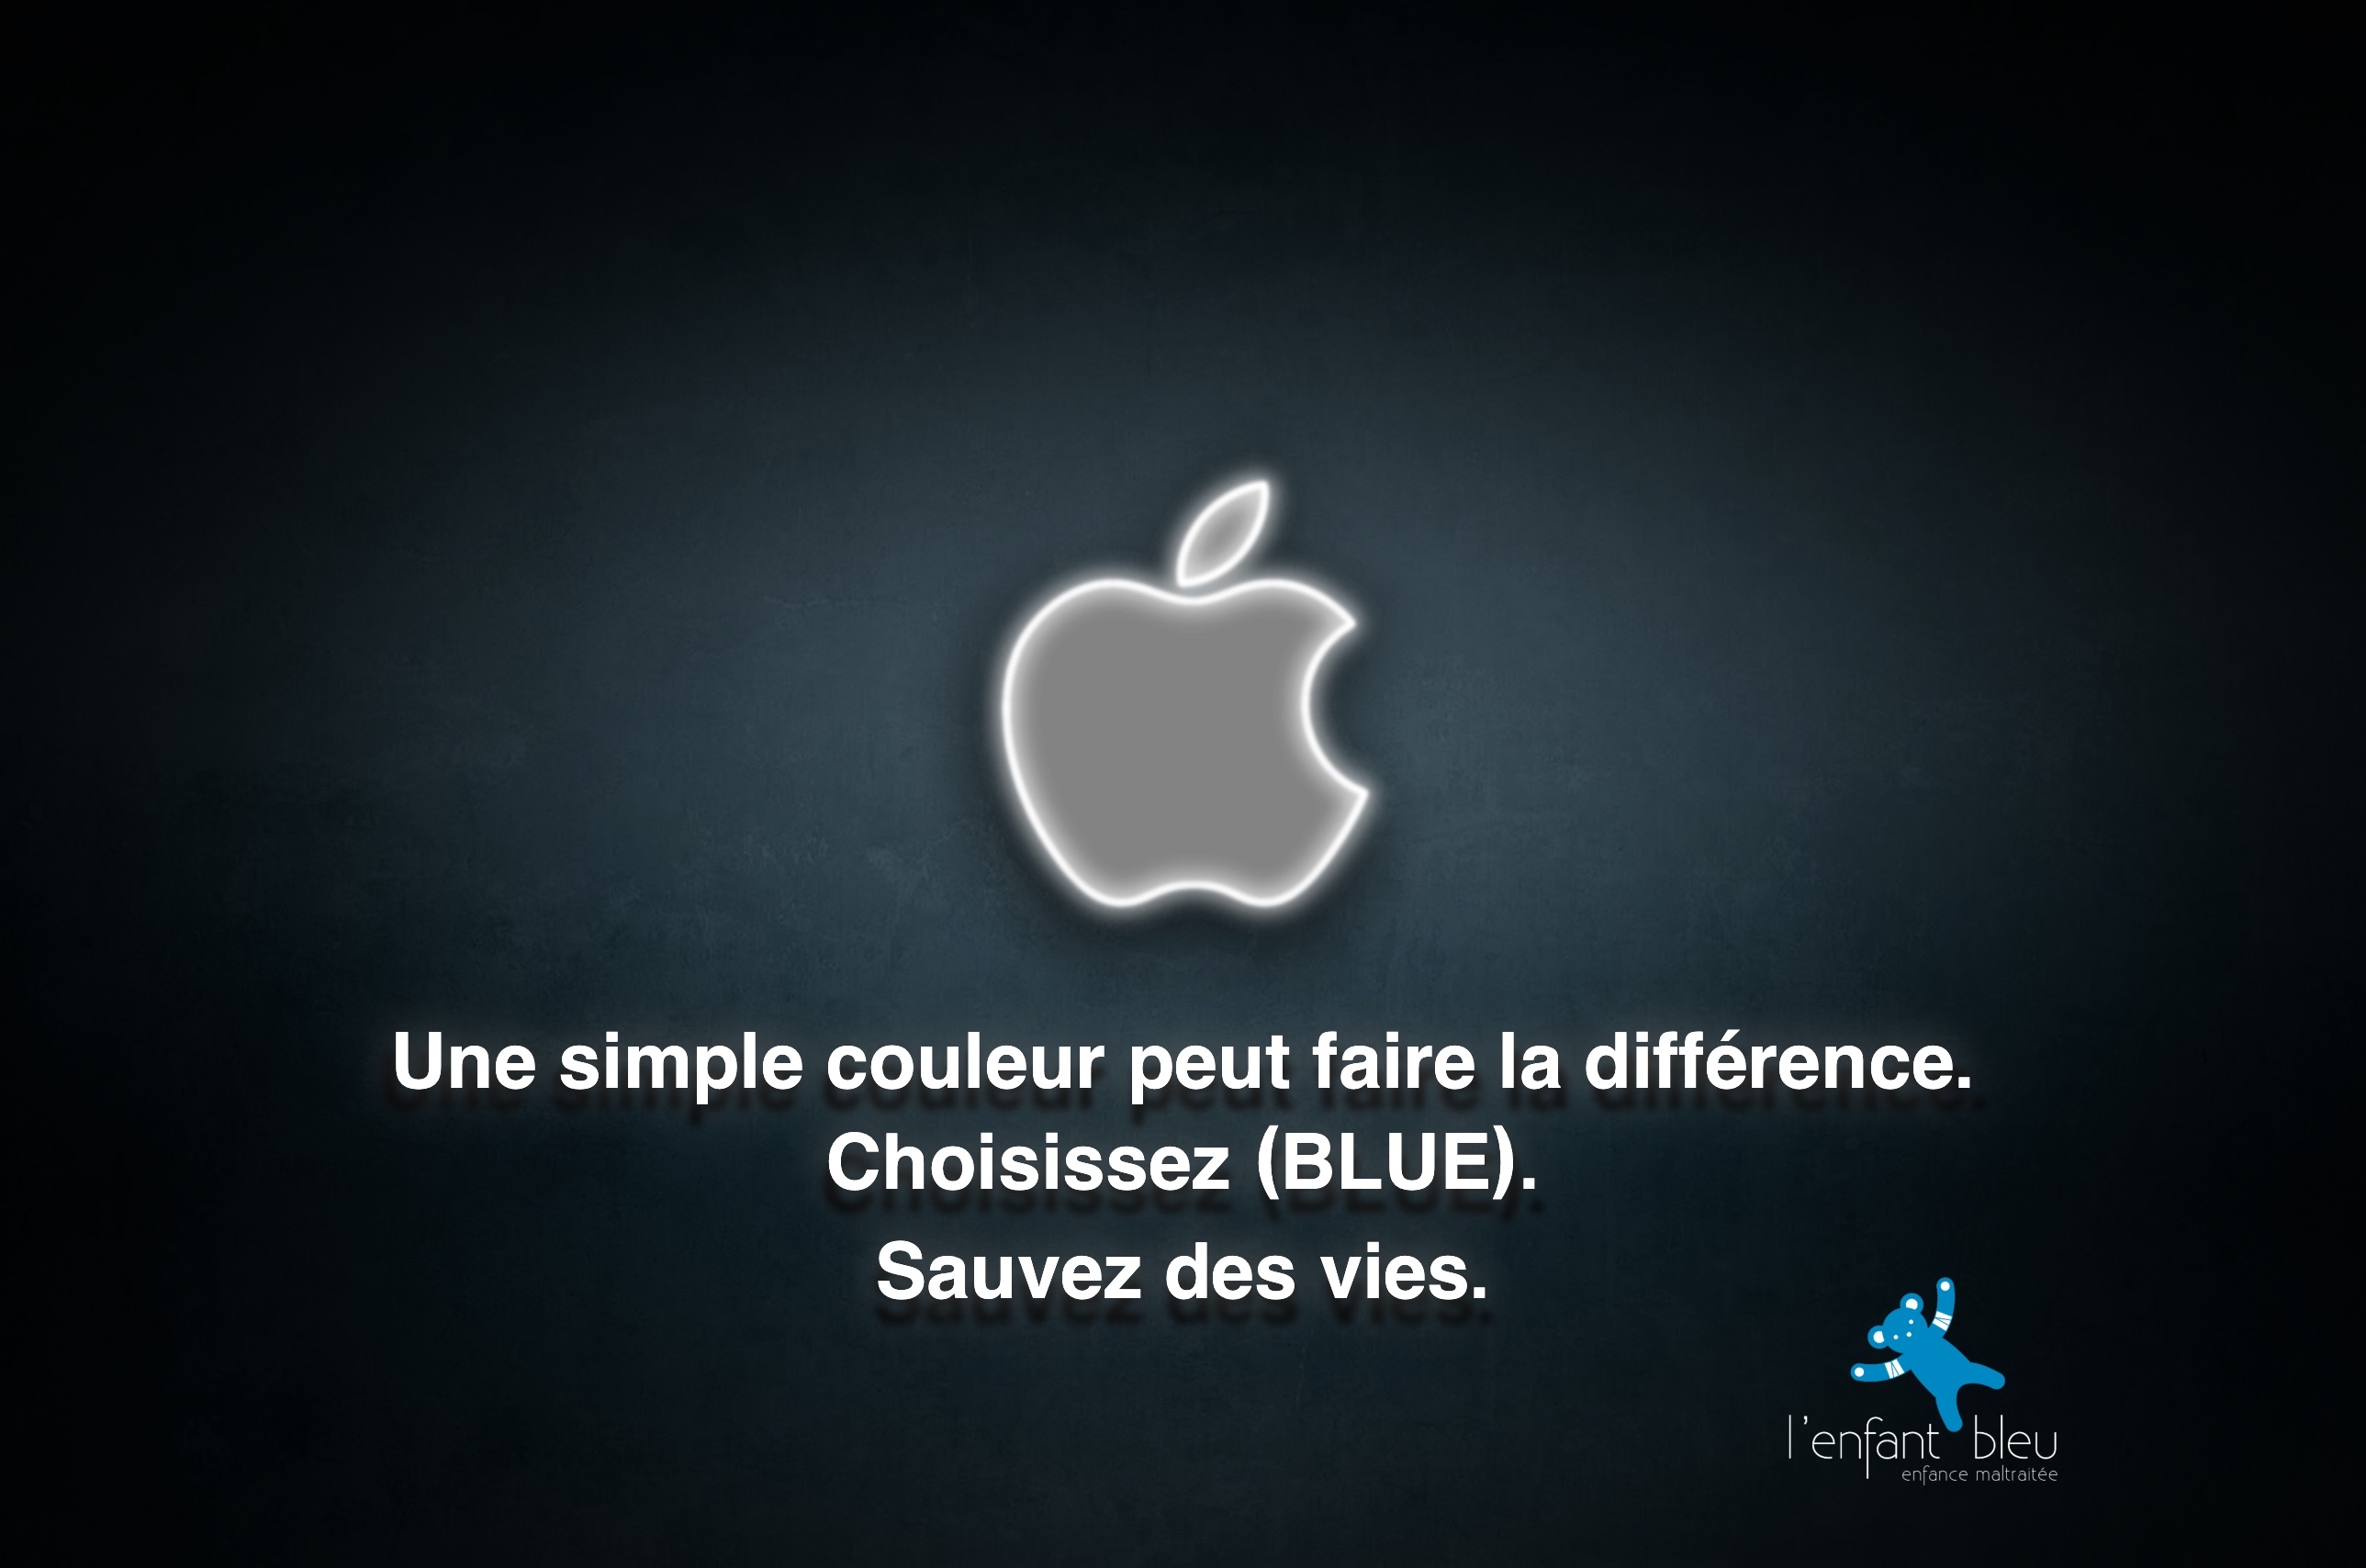 Une simple couleur peut faire la différence.
Choisissez (BLUE).
Sauvez des vies.
l'enfant bleu
enfance maltraitée